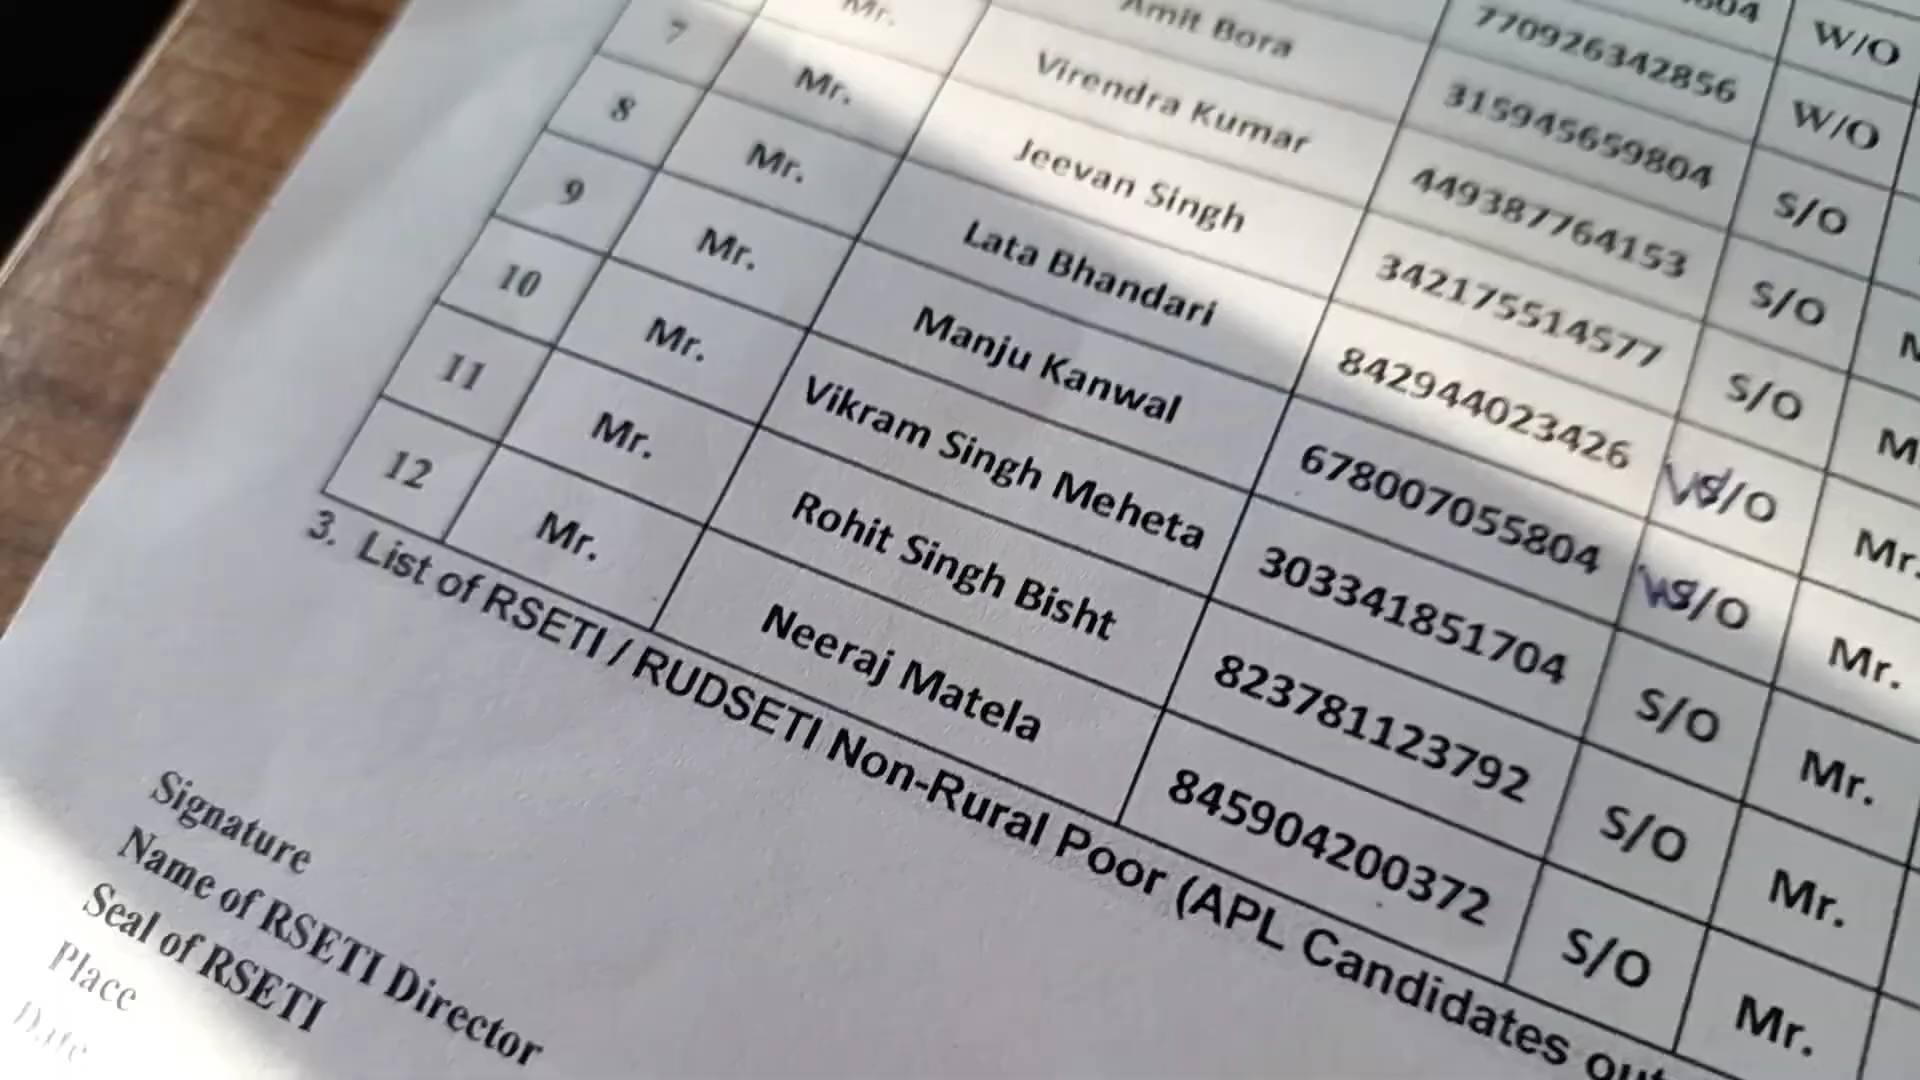 W/O
770926342856 W/O
Amit Bora 315945659804 S/O
Mr. Virendra Kumar 449387764153 S/O
7 Mr. Jeevan Singh 342175514577 S/O
8 Mr. Lata Bhandari 842944023426 W/O Mr.
9 Mr. Manju Kanwal 678007055804 W/O Mr.
10 Mr. Vikram Singh Meheta 303341851704 S/O Mr.
11 Mr. Rohit Singh Bisht 823781123792 S/O Mr.
12 Mr. Neeraj Matela 845904200372 S/O Mr.
3. List of RSETI / RUDSETI Non-Rural Poor (APL Candidates out
Signature
Name of RSETI Director
Seal of RSETI
Place
Date